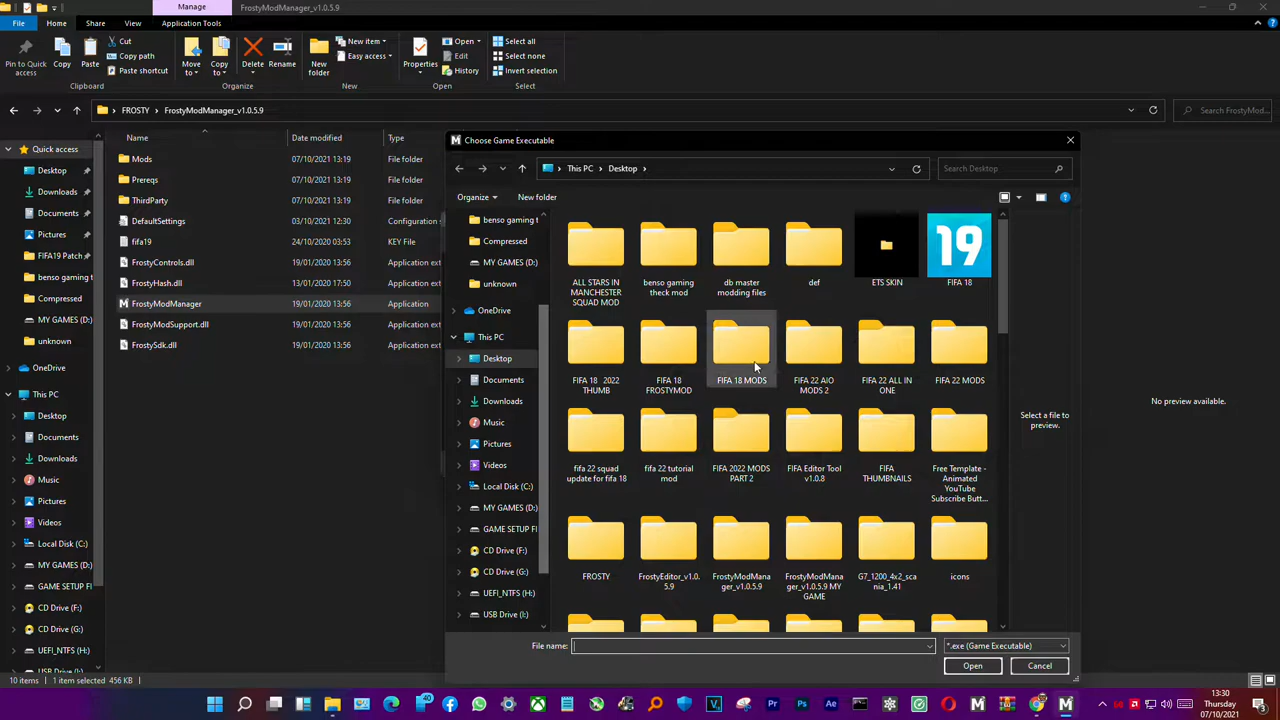 Manage
FrostyModManager_v1.0.5.9
File
Home
Share
View
Application Tools
Pin to Quick
access
Copy
Paste
Cut
Copy path
Paste shortcut
Move
to
Copy
to
Delete
Rename
New
folder
New item
Easy access
Properties
Open
Edit
History
Select all
Select none
Invert selection
Clipboard
Organize
New
Open
Select
FROSTY
FrostyModManager_v1.0.5.9
Search FrostyMod...
Quick access
Desktop
Downloads
Documents
Pictures
FIFA19 Patch
benso gaming
Compressed
MY GAMES (D:)
unknown
OneDrive
This PC
Desktop
Documents
Downloads
Music
Pictures
Videos
Local Disk (C:)
MY GAMES (D:)
GAME SETUP FI
CD Drive (F:)
CD Drive (G:)
UEFI_NTFS (H:)
USB Drive (I:)
Name
Date modified
Type
Mods
07/10/2021 13:19
File folder
Prereqs
07/10/2021 13:19
File folder
ThirdParty
07/10/2021 13:19
File folder
DefaultSettings
03/10/2021 12:30
Configuration s
fifa19
24/10/2020 03:53
KEY File
FrostyControls.dll
19/01/2020 13:56
Application ext
FrostyHash.dll
13/01/2020 17:50
Application ext
FrostyModManager
19/01/2020 13:56
Application
FrostyModSupport.dll
19/01/2020 13:56
Application ext
FrostySdk.dll
19/01/2020 13:56
Application ext
Choose Game Executable
This PC
Desktop
Search Desktop
Organize
New folder
benso gaming t
Compressed
MY GAMES (D:)
unknown
OneDrive
This PC
Desktop
Documents
Downloads
Music
Pictures
Videos
Local Disk (C:)
MY GAMES (D:)
GAME SETUP FI
CD Drive (F:)
CD Drive (G:)
UEFI_NTFS (H:)
USB Drive (I:)
19
ALL STARS IN
MANCHESTER
SQUAD MOD
benso gaming
theck mod
db master
modding files
def
ETS SKIN
FIFA 18
FIFA 18 2022
THUMB
FIFA 18
FROSTYMOD
FIFA 18 MODS
FIFA 22 AIO
MODS 2
FIFA 22 ALL IN
ONE
FIFA 22 MODS
fifa 22 squad
update for fifa 18
fifa 22 tutorial
mod
FIFA 2022 MODS
PART 2
FIFA Editor Tool
v1.0.8
FIFA
THUMBNAILS
Free Template -
Animated
YouTube
Subscribe Butt...
FROSTY
FrostyEditor_v1.0.
5.9
FrostyModMana
ger_v1.0.5.9
FrostyModMana
ger_v1.0.5.9 MY
GAME
G7_1200_4x2_sca
nia_1.41
icons
Select a file to
preview.
No preview available.
File name:
*.exe (Game Executable)
Open
Cancel
10 items
1 item selected 456 KB
40
13:30
Thursday
07/10/2021
3